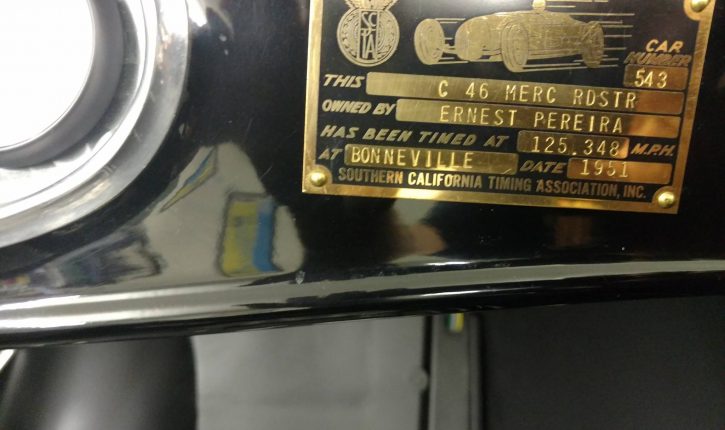 SCTA
CAR
NUMBER
543
THIS C 46 MERC RDSTR
OWNED BY ERNEST PEREIRA
HAS BEEN TIMED AT 125.348 M.P.H.
AT BONNEVILLE DATE 1951
SOUTHERN CALIFORNIA TIMING ASSOCIATION, INC.